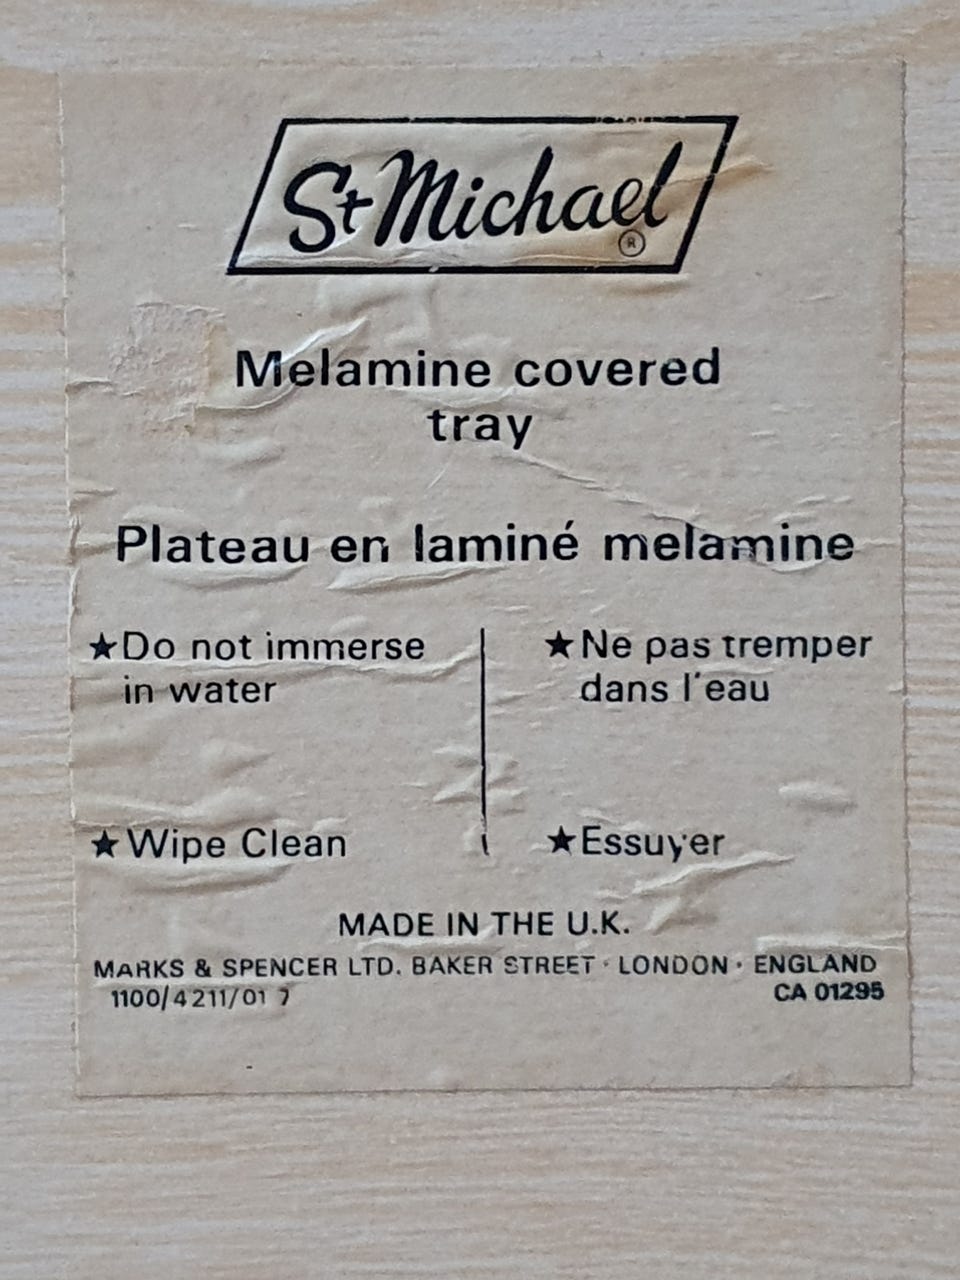 St Michael ®
Melamine covered
tray
Plateau en laminé melamine
★ Do not immerse
in water
★ Wipe Clean
★ Ne pas tremper
dans l'eau
★ Essuyer
MADE IN THE U.K.
MARKS & SPENCER LTD. BAKER STREET · LONDON · ENGLAND
1100/4211/01 7
CA 01295